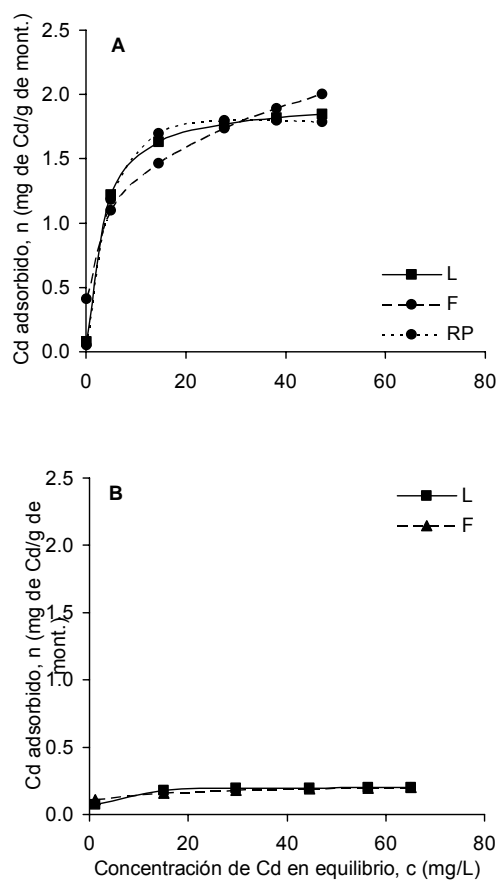 2.5
A
2.0
1.5
1.0
0.5
0.0
Cd adsorbido, n (mg de Cd/g de mont.)
L
F
RP
0 20 40 60 80
2.5
B
2.0
1.5
1.0
0.5
0.0
Cd adsorbido, n (mg de Cd/g de
mont.)
L
F
0 20 40 60 80
Concentración de Cd en equilibrio, c (mg/L)